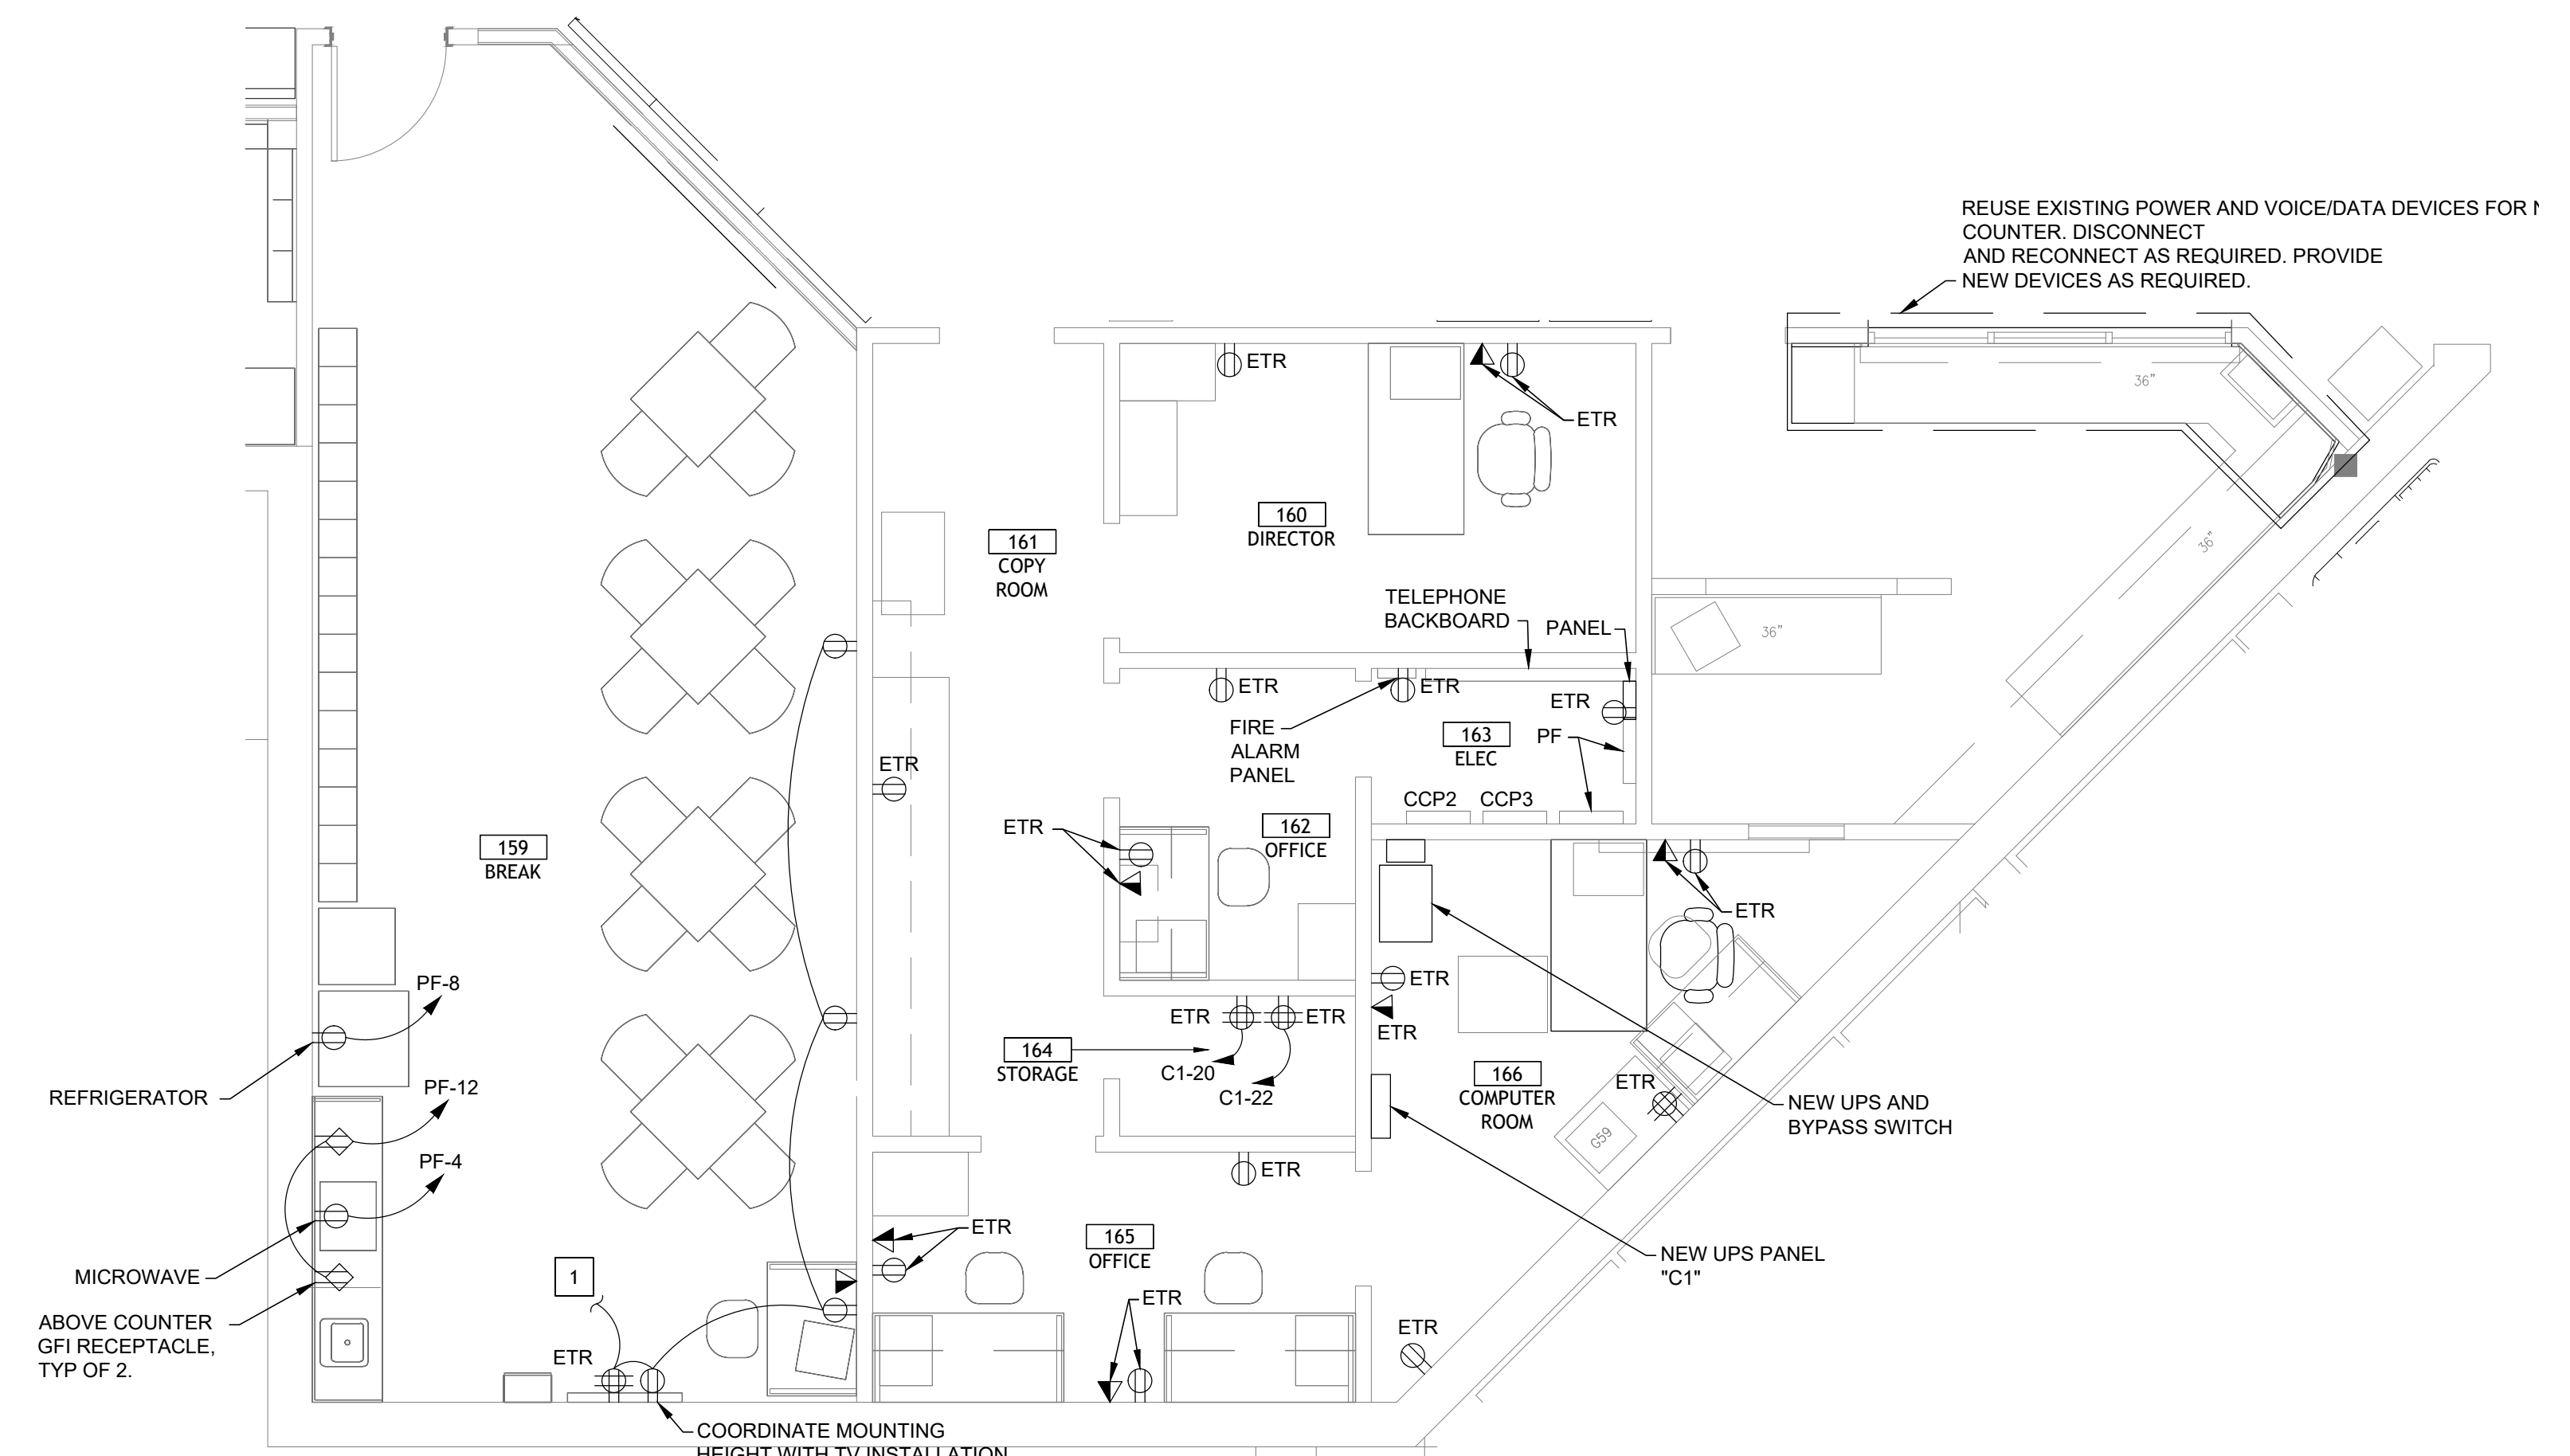 REUSE EXISTING POWER AND VOICE/DATA DEVICES FOR
COUNTER. DISCONNECT
AND RECONNECT AS REQUIRED. PROVIDE
NEW DEVICES AS REQUIRED.
ETR
ETR
36"
36"
36"
160
DIRECTOR
161
COPY
ROOM
TELEPHONE
BACKBOARD
PANEL
ETR
ETR
ETR
FIRE
ALARM
PANEL
163
ELEC
PF
CCP2
CCP3
ETR
159
BREAK
ETR
162
OFFICE
ETR
ETR
ETR
PF-8
REFRIGERATOR
PF-12
PF-4
MICROWAVE
ABOVE COUNTER
GFI RECEPTACLE,
TYP OF 2.
ETR
ETR
164
STORAGE
C1-20
C1-22
166
COMPUTER
ROOM
ETR
G59
NEW UPS AND
BYPASS SWITCH
NEW UPS PANEL
"C1"
ETR
ETR
165
OFFICE
ETR
ETR
1
ETR
COORDINATE MOUNTING
HEIGHT WITH TV INSTALLATION